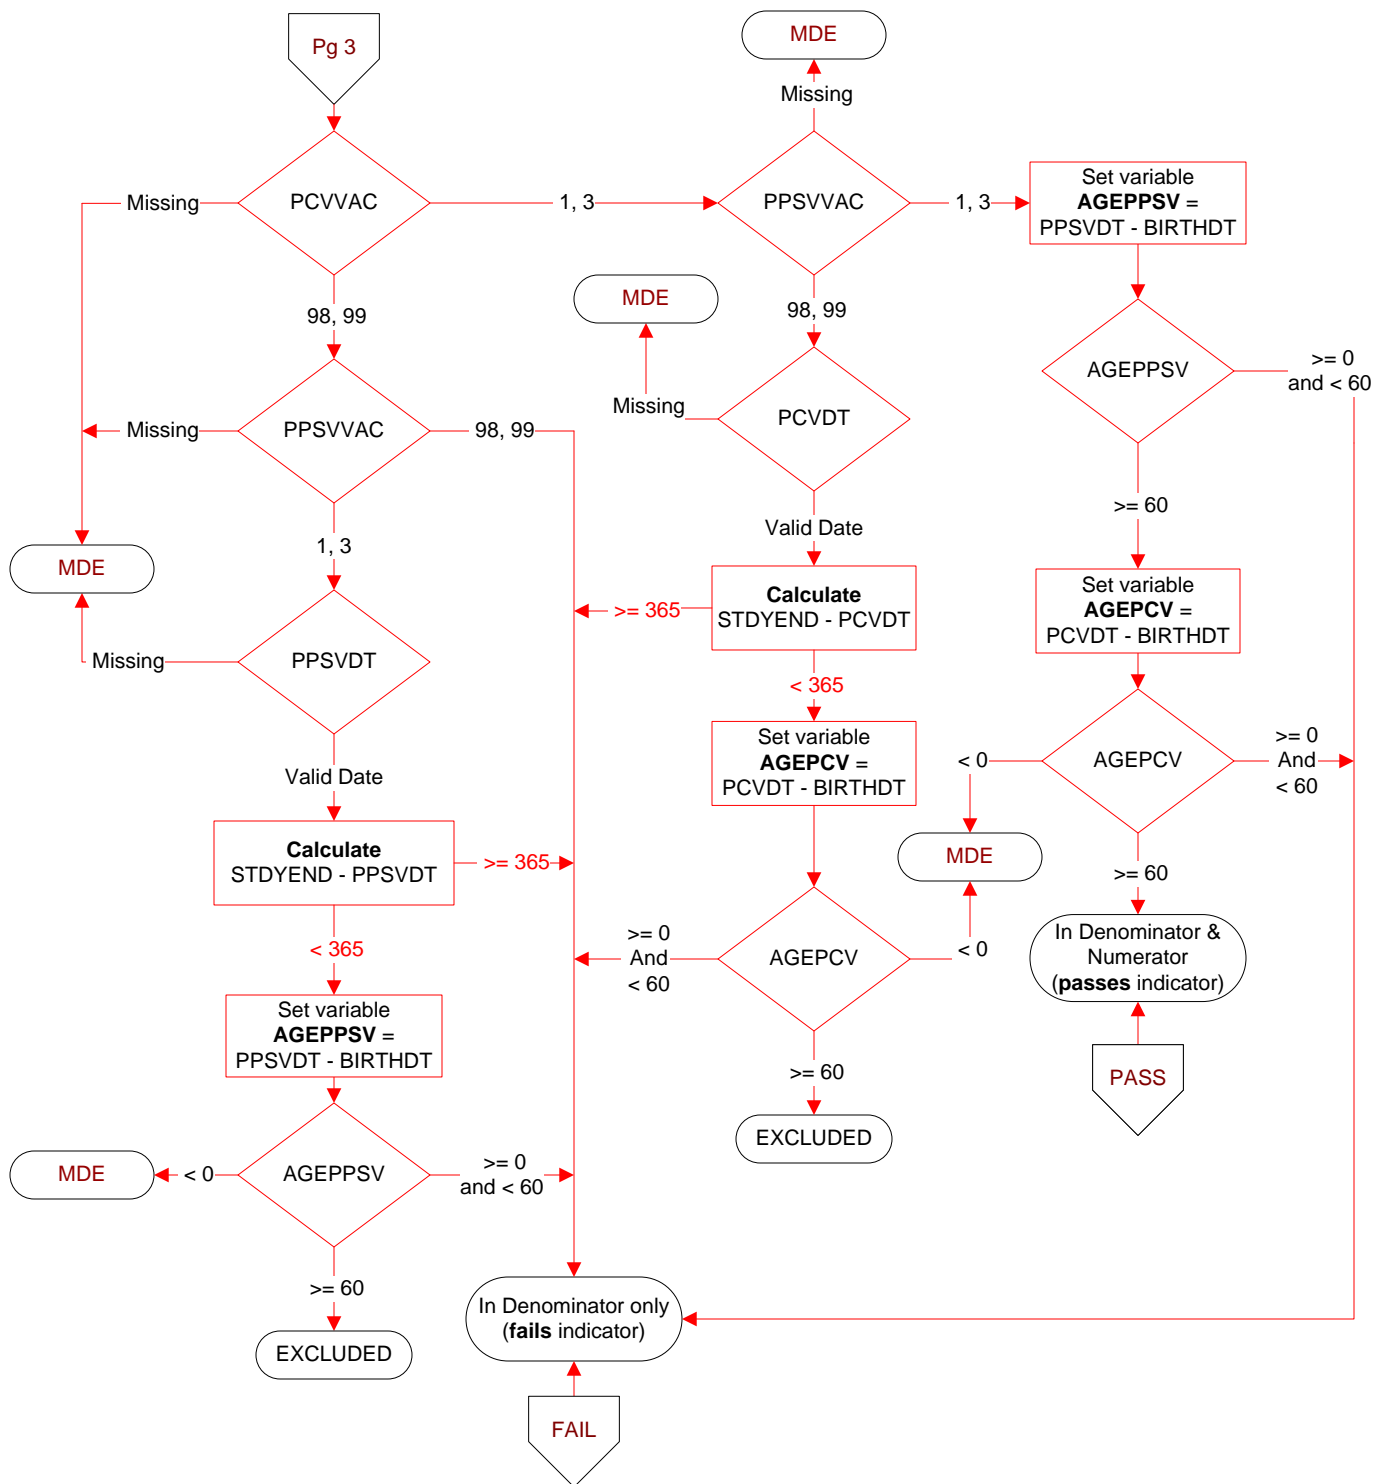 Pg 3
MDE
Missing
PCVVAC
Missing
1, 3
PPSVVAC
1, 3
Set variable
AGEPPSV =
PPSVDT - BIRTHDT
98, 99
MDE
98, 99
PPSVVAC
Missing
98, 99
Missing
PCVDT
AGEPPSV
>= 0
and < 60
1, 3
Valid Date
>= 60
MDE
Calculate
STDYEND - PCVDT
>= 365
Set variable
AGEPCV =
PCVDT - BIRTHDT
PPSVDT
Missing
< 365
Set variable
AGEPCV =
PCVDT - BIRTHDT
< 0
AGEPCV
>= 0
And
< 60
Valid Date
Calculate
STDYEND - PPSVDT
>= 365
MDE
>= 60
< 365
>= 0
And
< 60
AGEPCV
< 0
In Denominator &
Numerator
(passes indicator)
Set variable
AGEPPSV =
PPSVDT - BIRTHDT
>= 60
PASS
EXCLUDED
MDE
< 0
AGEPPSV
>= 0
and < 60
>= 60
In Denominator only
(fails indicator)
EXCLUDED
FAIL